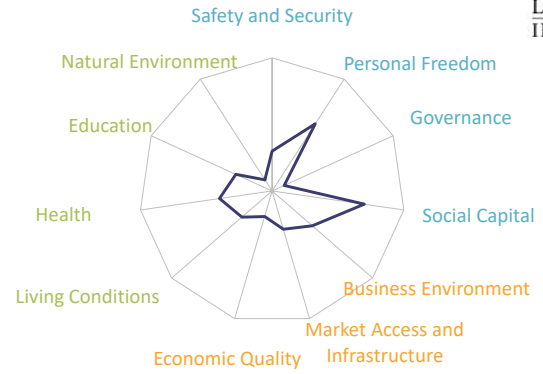 Safety and Security
Natural Environment
Personal Freedom
Education
Governance
Health
Social Capital
Living Conditions
Business Environment
Market Access and
Infrastructure
Economic Quality